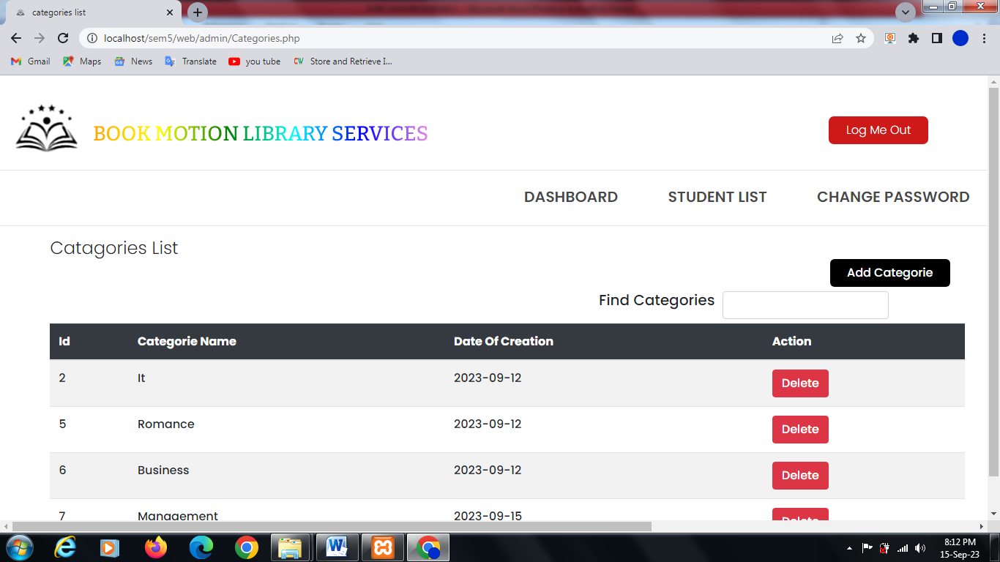 categories list
localhost/sem5/web/admin/Categories.php
Gmail Maps News Translate you tube Store and Retrieve I...
BOOK MOTION LIBRARY SERVICES
Log Me Out
DASHBOARD STUDENT LIST CHANGE PASSWORD
Catagories List
Add Categorie
Find Categories
Id Categorie Name Date Of Creation Action
2 It 2023-09-12 Delete
5 Romance 2023-09-12 Delete
6 Business 2023-09-12 Delete
7 Management 2023-09-15 Delete
8:12 PM
15-Sep-23